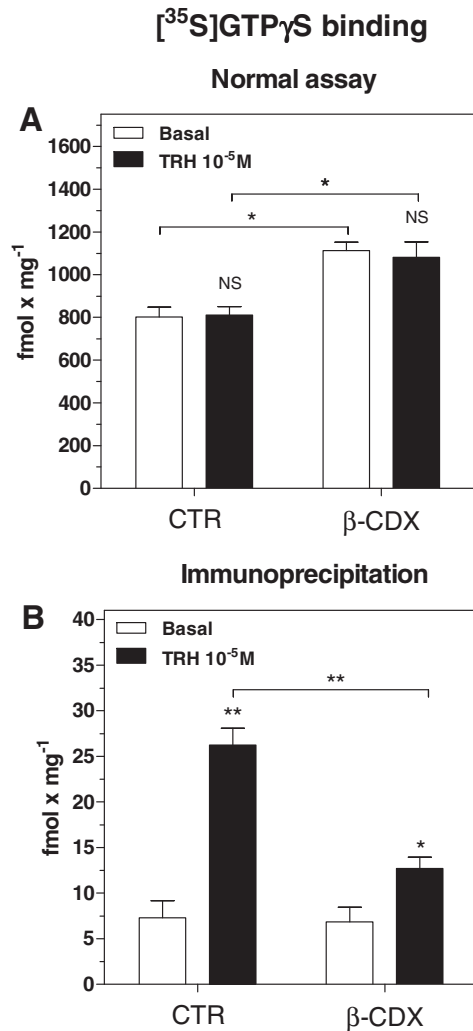 [³⁵S]GTPγS binding
Normal assay
A
Basal
TRH 10⁻⁵M
1600
1400
1200
1000
800
600
400
200
0
fmol x mg⁻¹
*
*
NS
NS
CTR
β-CDX
Immunoprecipitation
B
Basal
TRH 10⁻⁵M
40
35
30
25
20
15
10
5
0
fmol x mg⁻¹
**
**
*
CTR
β-CDX